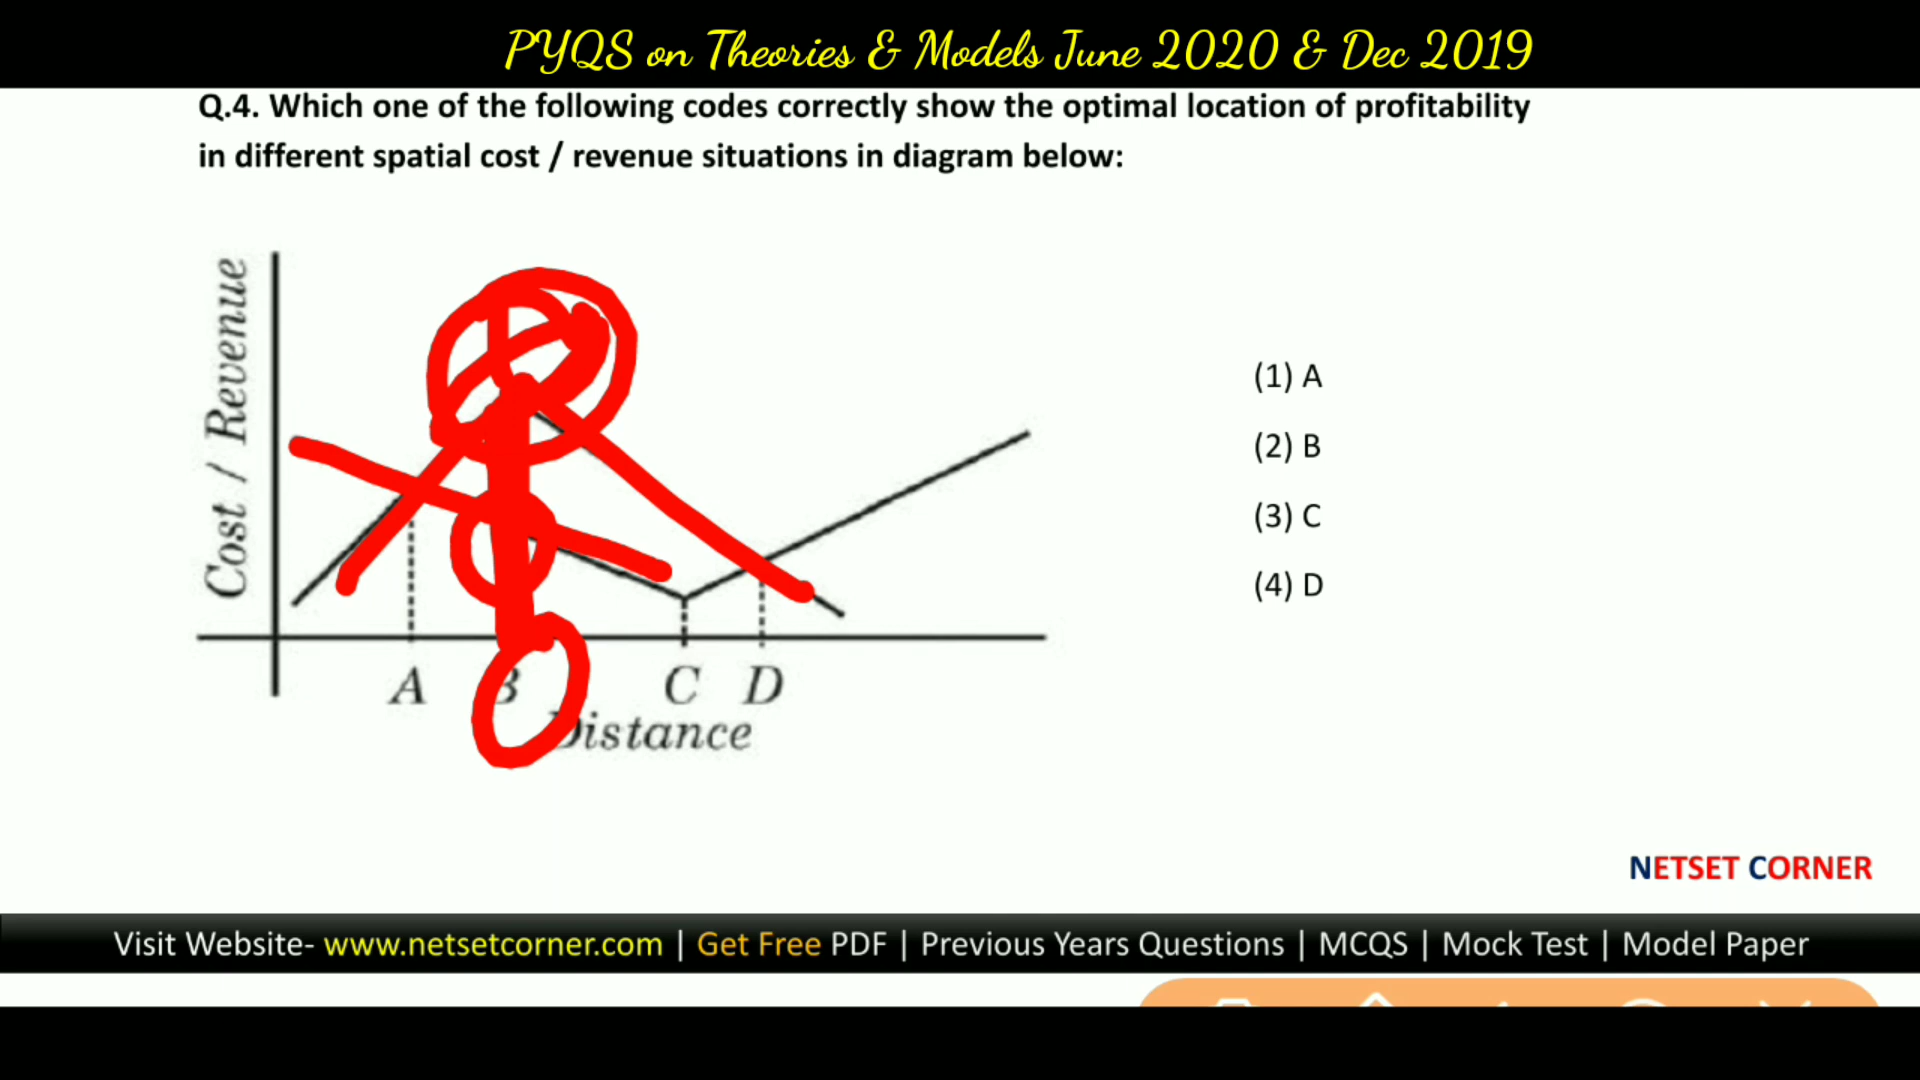 PYQS on Theories & Models June 2020 & Dec 2019
Q.4. Which one of the following codes correctly show the optimal location of profitability
in different spatial cost / revenue situations in diagram below:
Cost / Revenue
(1) A
(2) B
(3) C
(4) D
A B C D
Distance
NETSET CORNER
Visit Website- www.netsetcorner.com | Get Free PDF | Previous Years Questions | MCQS | Mock Test | Model Paper